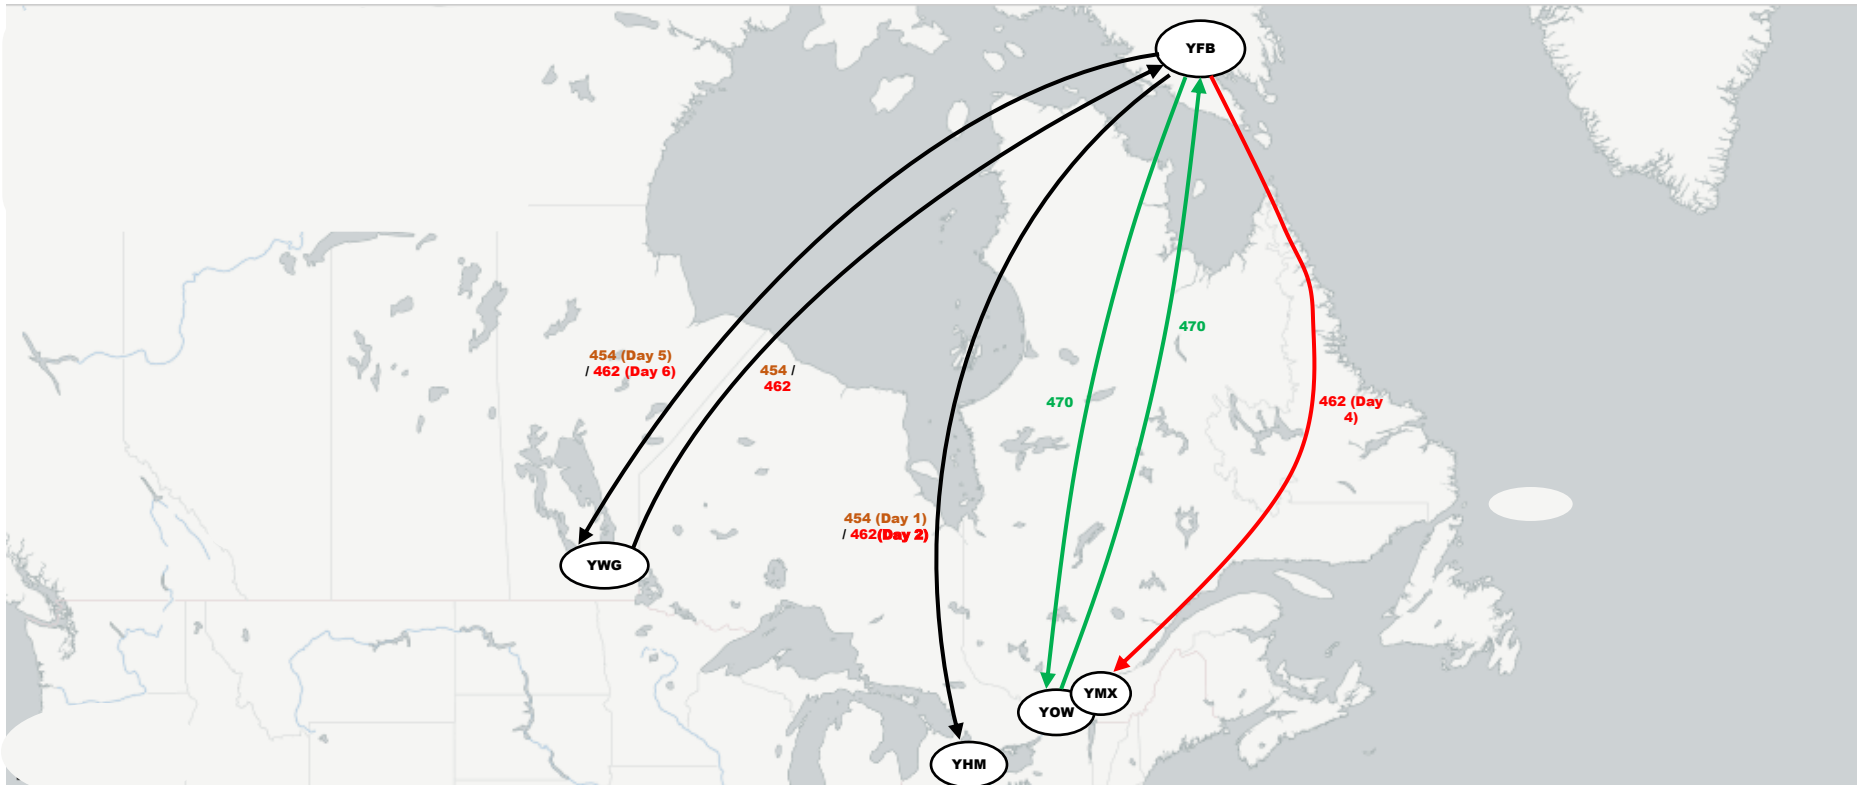 YFB
470
454 (Day 5)
/ 462 (Day 6)
454 /
462
470
462 (Day
4)
454 (Day 1)
/ 462(Day 2)
YWG
YMX
YOW
YHM